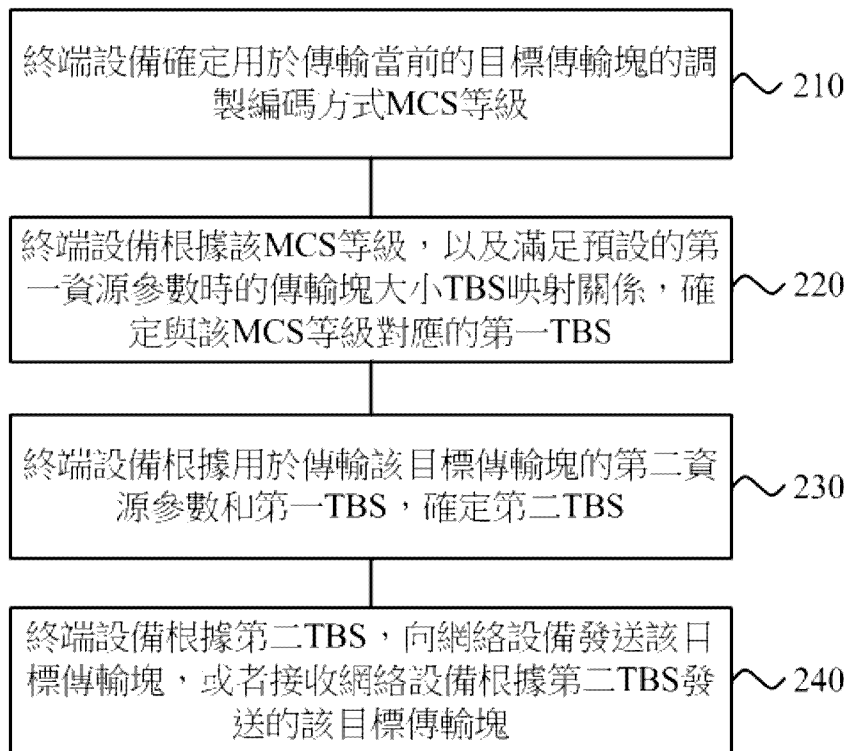 終端設備確定用於傳輸當前的目標傳輸塊的調
製編碼方式MCS等級
210
終端設備根據該MCS等級，以及滿足預設的第
一資源參數時的傳輸塊大小TBS映射關係，確
定與該MCS等級對應的第一TBS
220
終端設備根據用於傳輸該目標傳輸塊的第二資
源參數和第一TBS，確定第二TBS
230
終端設備根據第二TBS，向網絡設備發送該目
標傳輸塊，或者接收網絡設備根據第二TBS發
送的該目標傳輸塊
240